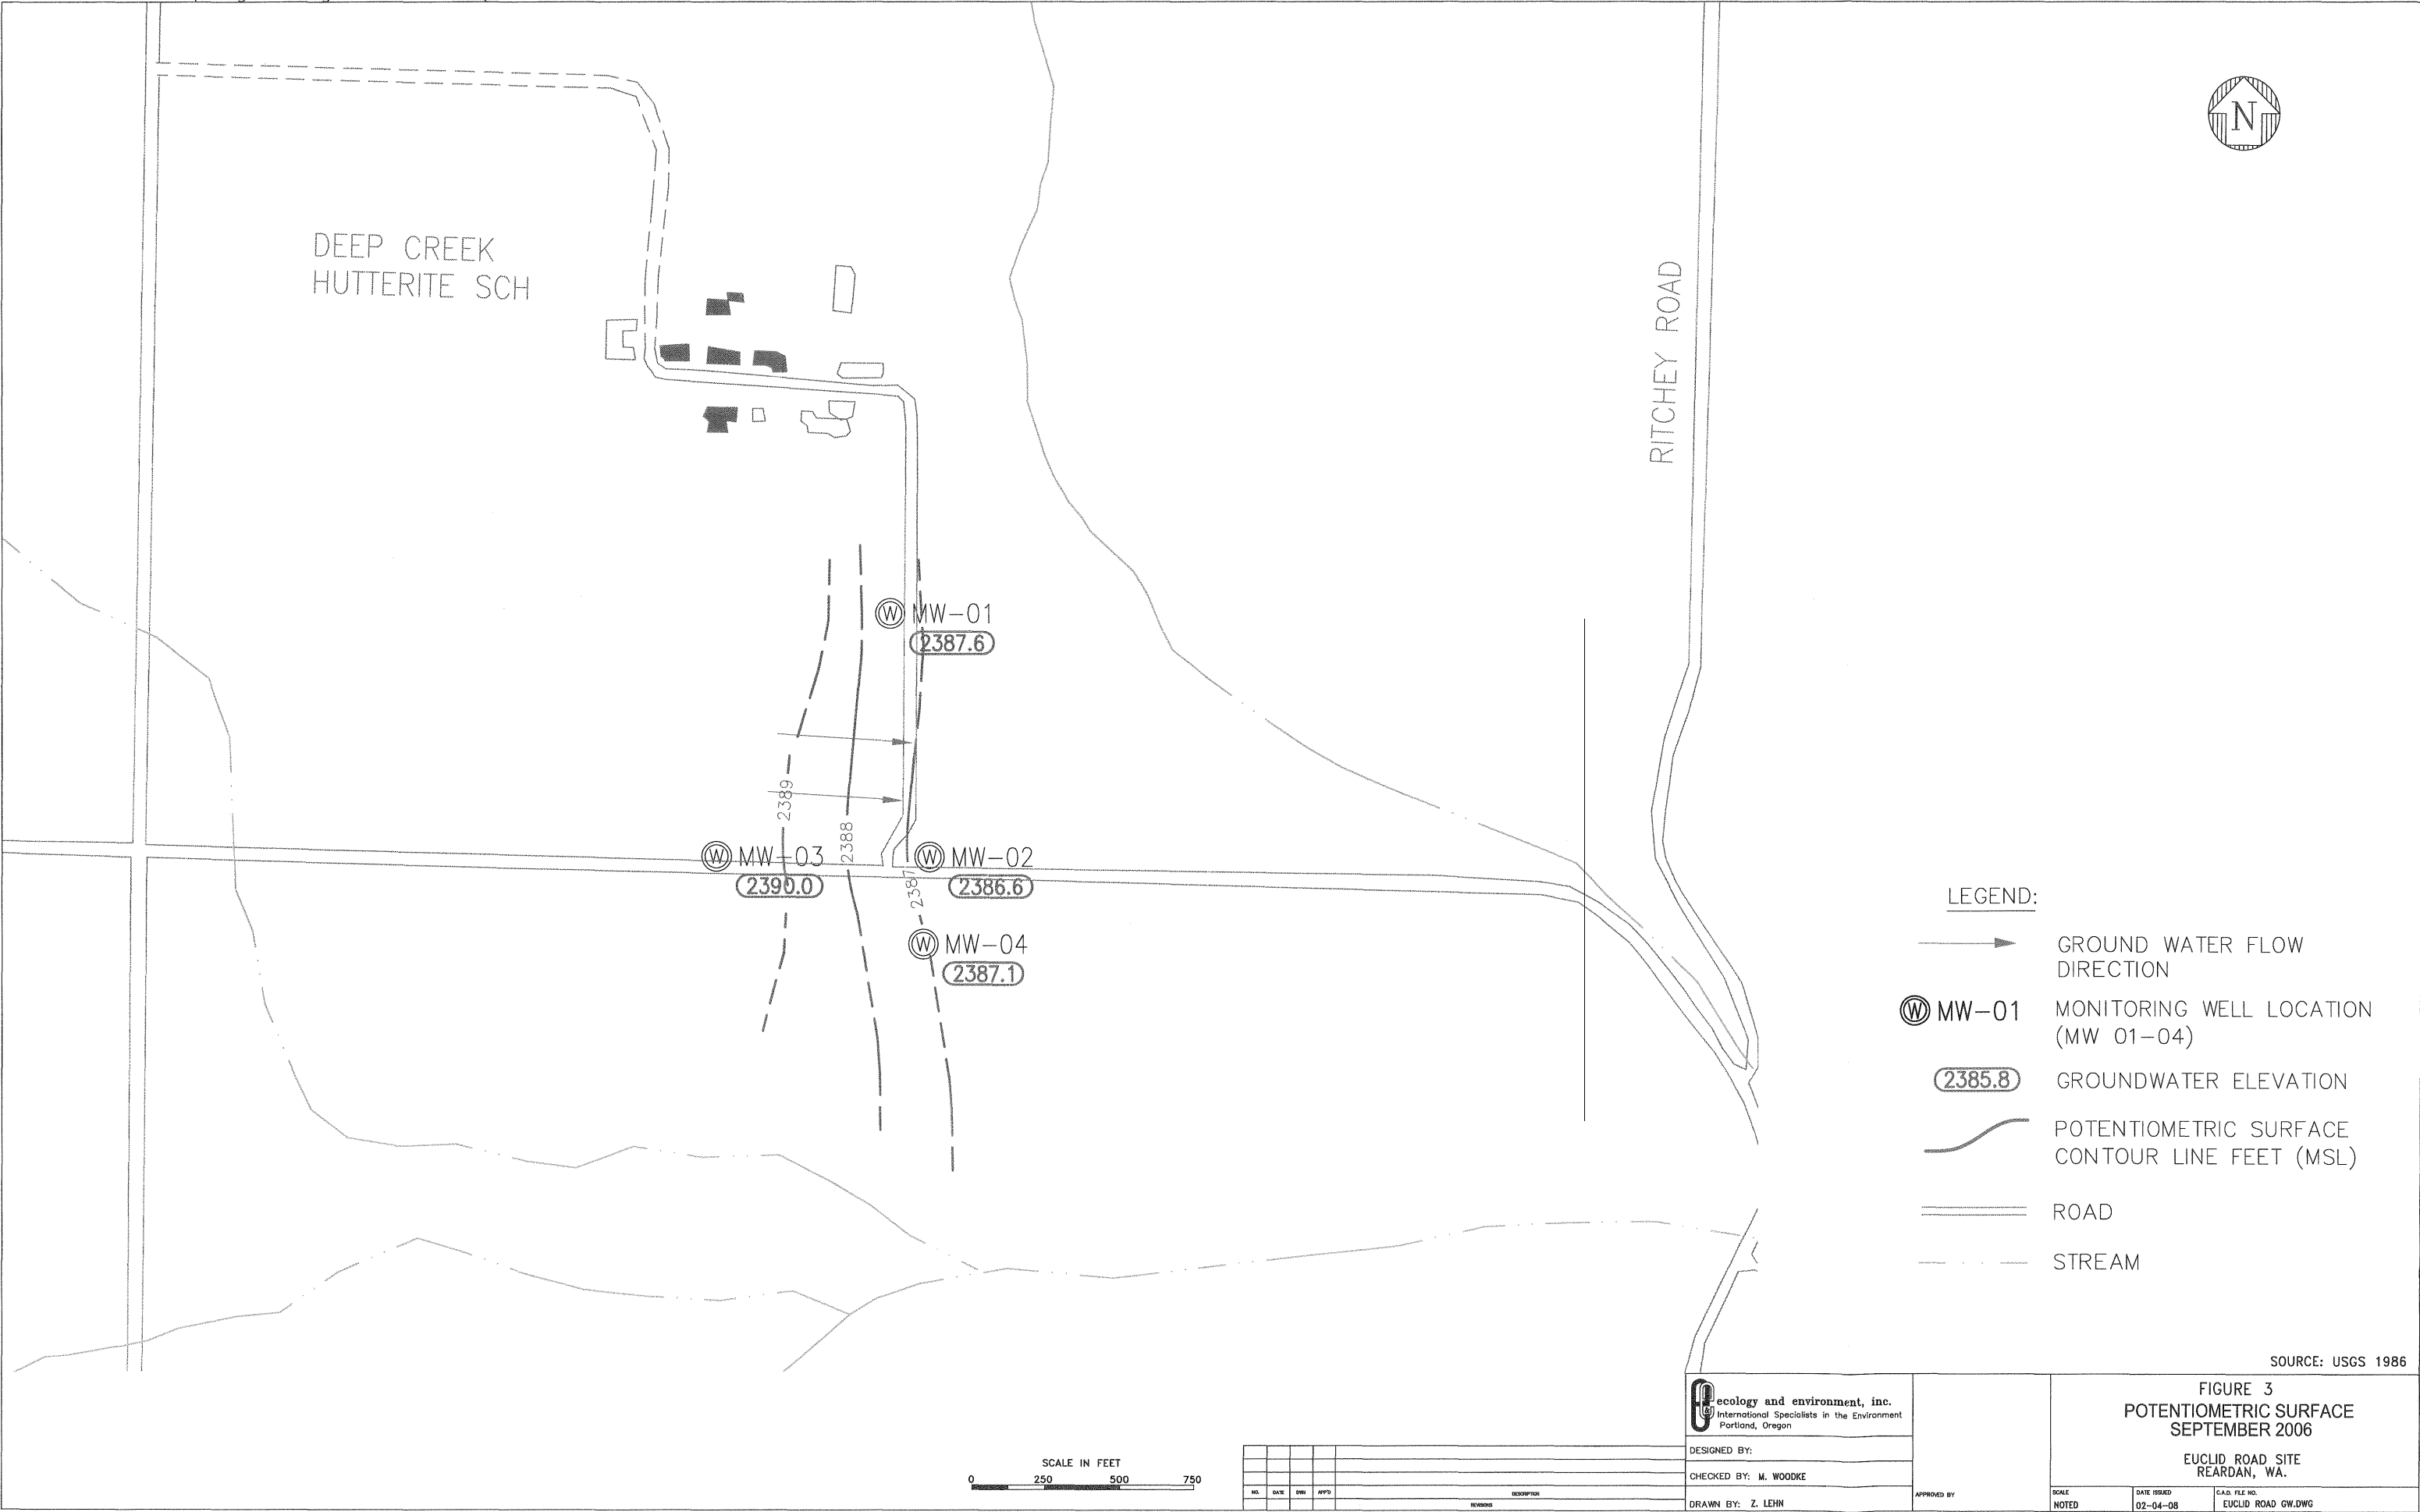 N
DEEP CREEK
HUTTERITE SCH
RITCHEY ROAD
W MW-01
2387.6
2389
2388
W MW-03
2390.0
W MW-02
2386.6
2387
W MW-04
2387.1
LEGEND:
GROUND WATER FLOW
DIRECTION
W MW-01 MONITORING WELL LOCATION
(MW 01-04)
2385.8 GROUNDWATER ELEVATION
POTENTIOMETRIC SURFACE
CONTOUR LINE FEET (MSL)
ROAD
STREAM
SOURCE: USGS 1986
SCALE IN FEET
0 250 500 750
NO. DATE DWN APP'D DESCRIPTION
REVISIONS
ecology and environment, inc.
International Specialists in the Environment
Portland, Oregon
DESIGNED BY:
CHECKED BY: M. WOODKE
DRAWN BY: Z. LEHN
APPROVED BY
FIGURE 3
POTENTIOMETRIC SURFACE
SEPTEMBER 2006
EUCLID ROAD SITE
REARDAN, WA.
SCALE
NOTED
DATE ISSUED
02-04-08
C.A.D. FILE NO.
EUCLID ROAD GW.DWG